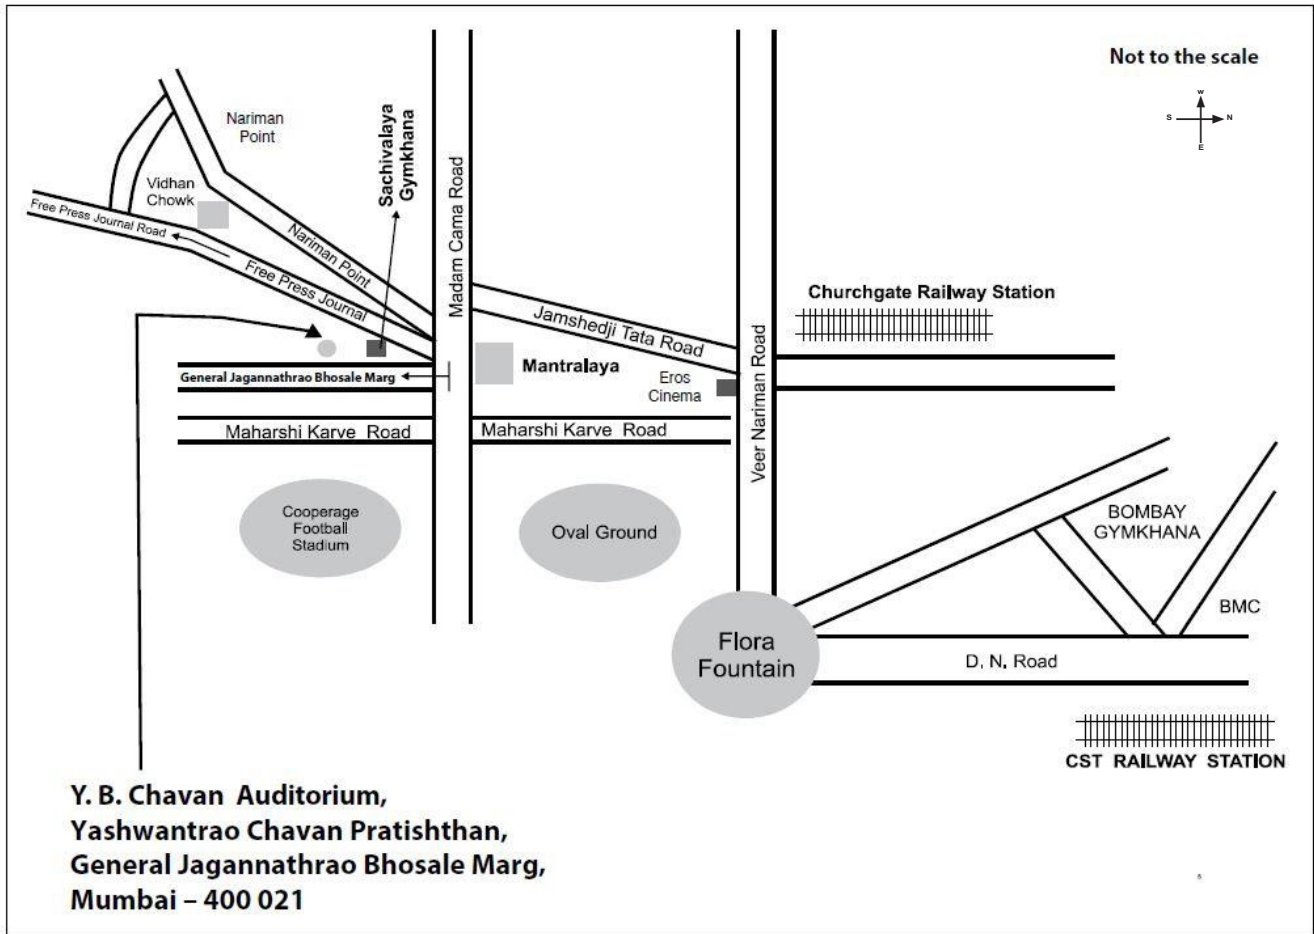 Not to the scale
W
S
N
E
Nariman
Point
Sachivalaya
Gymkhana
Vidhan
Chowk
Free Press Journal Road
Nariman Point
Free Press Journal
Madam Cama Road
Jamshedji Tata Road
Churchgate Railway Station
Mantralaya
Eros
Cinema
Veer Nariman Road
General Jagannathrao Bhosale Marg
Maharshi Karve Road
Maharshi Karve Road
Cooperage
Football
Stadium
Oval Ground
BOMBAY
GYMKHANA
BMC
Flora
Fountain
D. N. Road
CST RAILWAY STATION
Y. B. Chavan Auditorium,
Yashwantrao Chavan Pratishthan,
General Jagannathrao Bhosale Marg,
Mumbai – 400 021